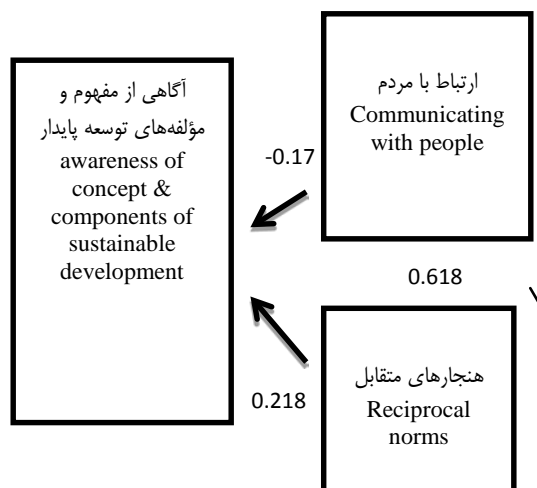 آگاهی از مفهوم و
مؤلفه‌های توسعه پایدار
awareness of
concept &
components of
sustainable
development
-0.17
ارتباط با مردم
Communicating
with people
0.618
0.218
هنجارهای متقابل
Reciprocal
norms